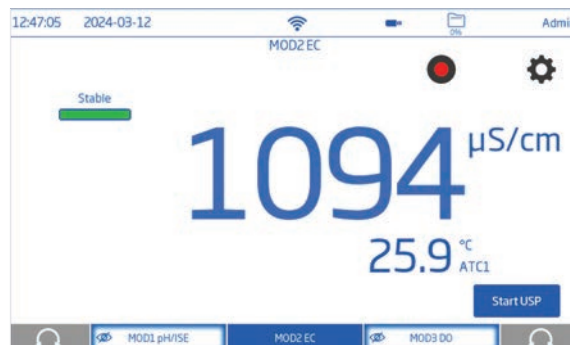 12:47:05 2024-03-12 0% Admi
MOD2 EC
Stable
1094 µS/cm
25.9 °C
ATC1
Start USP
MOD1 pH/ISE MOD2 EC MOD3 DO